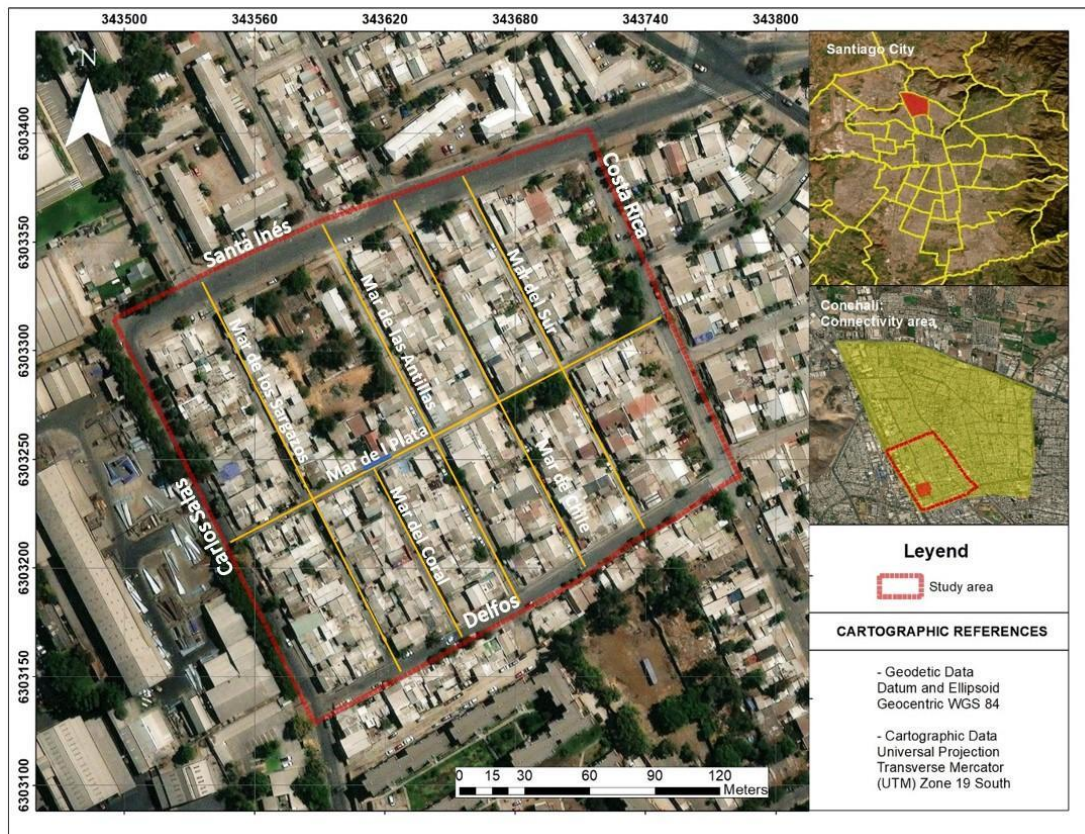 343500 343560 343620 343680 343740 343800
6303400
6303350
6303300
6303250
6303200
6303150
6303100
N
Santa Inés
Costa Rica
Mar del Sur
Mar de las Antillas
Mar de los Sargazos
Mar de l Plata
Mar de Chile
Mar del Coral
Carlos Salas
Delfos
0 15 30 60 90 120
Meters
Santiago City
Conchalí:
Connectivity area
Leyend
Study area
CARTOGRAPHIC REFERENCES
- Geodetic Data
Datum and Ellipsoid
Geocentric WGS 84
- Cartographic Data
Universal Projection
Transverse Mercator
(UTM) Zone 19 South